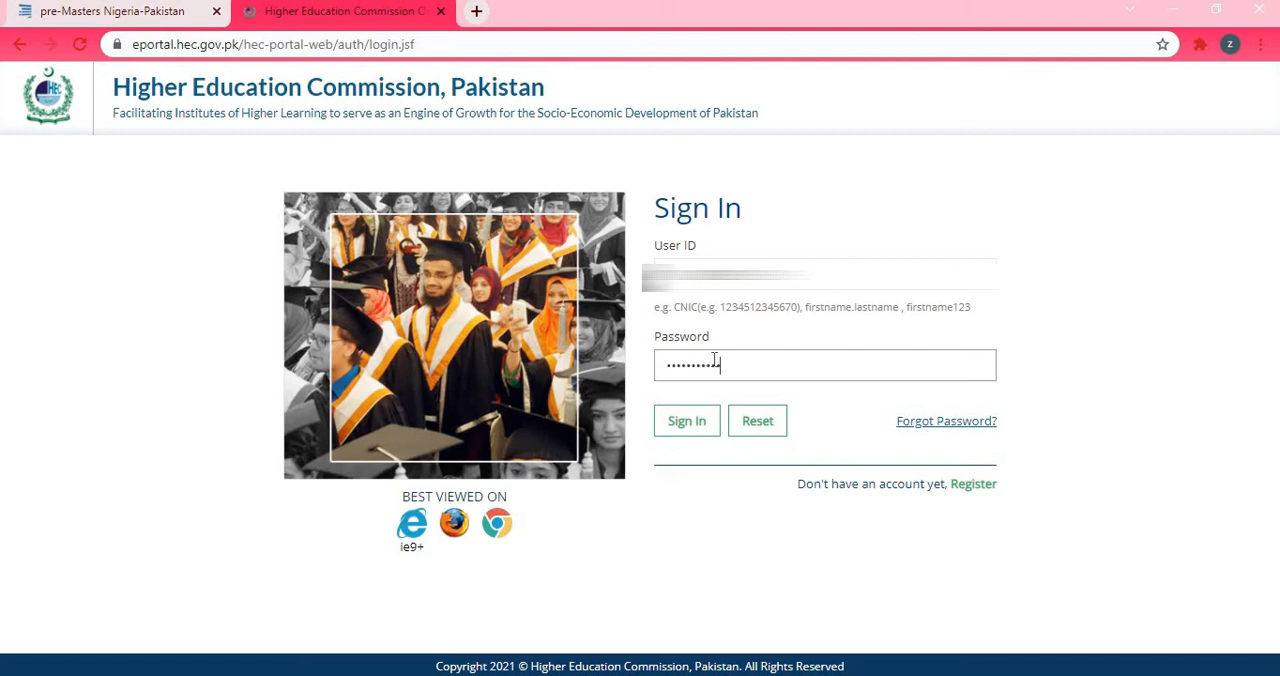 pre-Masters Nigeria-Pakistan
Higher Education Commission O
eportal.hec.gov.pk/hec-portal-web/auth/login.jsf
Z
HEC
Higher Education Commission, Pakistan
Facilitating Institutes of Higher Learning to serve as an Engine of Growth for the Socio-Economic Development of Pakistan
Sign In
User ID
e.g. CNIC(e.g. 1234512345670), firstname.lastname , firstname123
Password
Sign In
Reset
Forgot Password?
Don't have an account yet, Register
BEST VIEWED ON
ie9+
Copyright 2021 © Higher Education Commission, Pakistan. All Rights Reserved